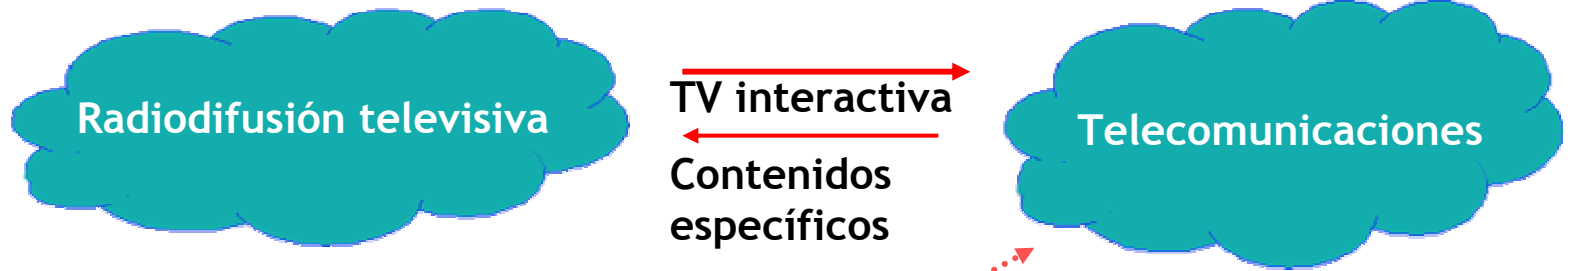 Radiodifusión televisiva
TV interactiva
Contenidos
específicos
Telecomunicaciones